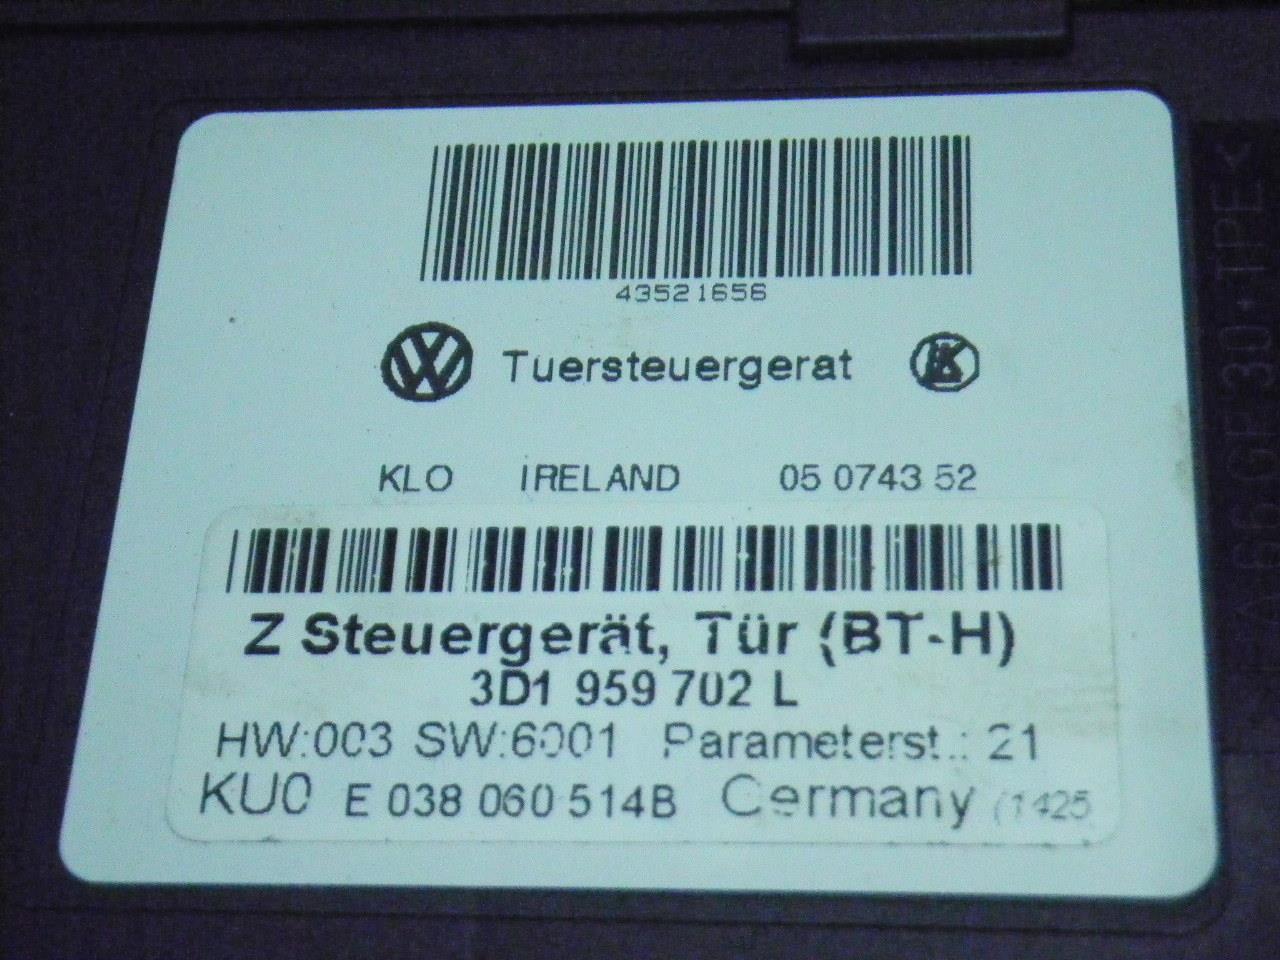 43521656
Tuersteuergerat
KLO IRELAND 05 0743 52
Z Steuergerät, Tür (BT-H)
3D1 959 702 L
HW:003 SW:6001 Parameterst.: 21
KU0 E 038 060 514B Germany (1425